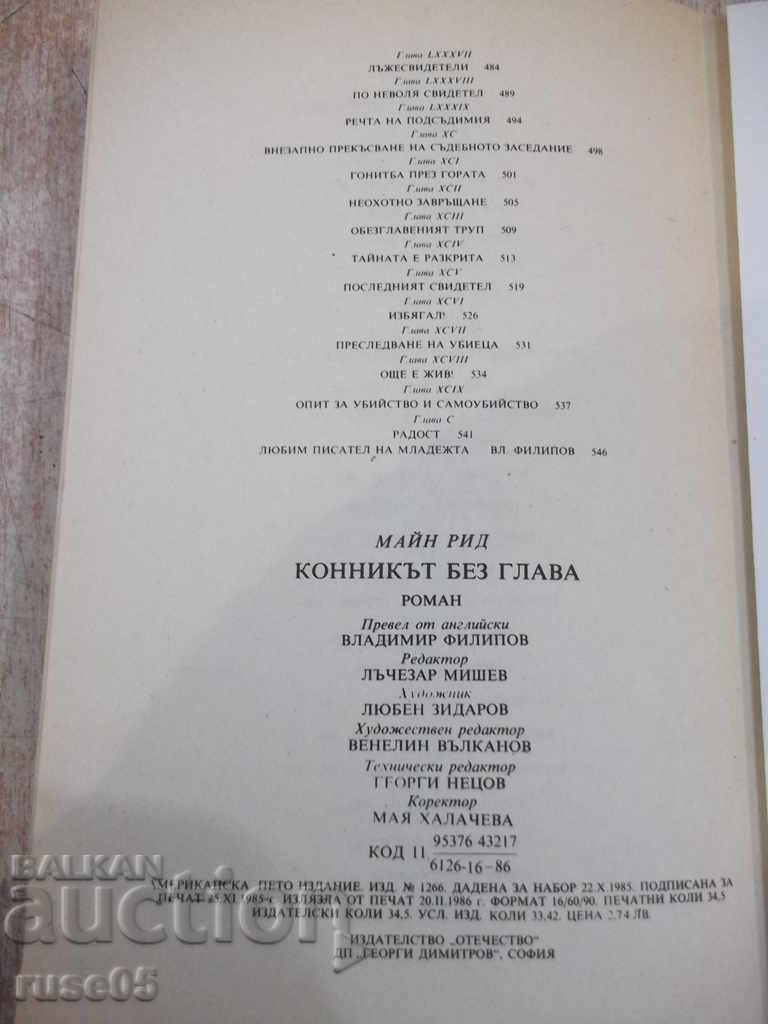 Глава LXXXVII
ЛЪЖЕСВИДЕТЕЛИ 484
Глава LXXXVIII
ПО НЕВОЛЯ СВИДЕТЕЛ 489
Глава LXXXIX
РЕЧТА НА ПОДСЪДИМИЯ 494
Глава XC
ВНЕЗАПНО ПРЕКЪСВАНЕ НА СЪДЕБНОТО ЗАСЕДАНИЕ 498
Глава XCI
ГОНИТБА ПРЕЗ ГОРАТА 501
Глава XCII
НЕОХОТНО ЗАВРЪЩАНЕ 505
Глава XCIII
ОБЕЗГЛАВЕНИЯТ ТРУП 509
Глава XCIV
ТАЙНАТА Е РАЗКРИТА 513
Глава XCV
ПОСЛЕДНИЯТ СВИДЕТЕЛ 519
Глава XCVI
ИЗБЯГАЛ! 526
Глава XCVII
ПРЕСЛЕДВАНЕ НА УБИЕЦА 531
Глава XCVIII
ОЩЕ Е ЖИВ! 534
Глава XCIX
ОПИТ ЗА УБИЙСТВО И САМОУБИЙСТВО 537
Глава C
РАДОСТ 541
ЛЮБИМ ПИСАТЕЛ НА МЛАДЕЖТА ВЛ. ФИЛИПОВ 546
МАЙН РИД
КОННИКЪТ БЕЗ ГЛАВА
РОМАН
Превел от английски
ВЛАДИМИР ФИЛИПОВ
Редактор
ЛЪЧЕЗАР МИШЕВ
Художник
ЛЮБЕН ЗИДАРОВ
Художествен редактор
ВЕНЕЛИН ВЪЛКАНОВ
Технически редактор
ГЕОРГИ НЕЦОВ
Коректор
МАЯ ХАЛАЧЕВА
КОД 11 95376 43217
6126-16-86
АМЕРИКАНСКА. ПЕТО ИЗДАНИЕ. ИЗД. № 1266. ДАДЕНА ЗА НАБОР 22.X.1985. ПОДПИСАНА ЗА
ПЕЧАТ 25.XI.1985 г. ИЗЛЯЗЛА ОТ ПЕЧАТ 20.11.1986 г. ФОРМАТ 16/60/90. ПЕЧАТНИ КОЛИ 34,5
ИЗДАТЕЛСКИ КОЛИ 34,5. УСЛ. ИЗД. КОЛИ 33,42. ЦЕНА 2,74 ЛВ.
ИЗДАТЕЛСТВО „ОТЕЧЕСТВО“
ДП „ГЕОРГИ ДИМИТРОВ“, СОФИЯ
BALKAN
auction
ruse05